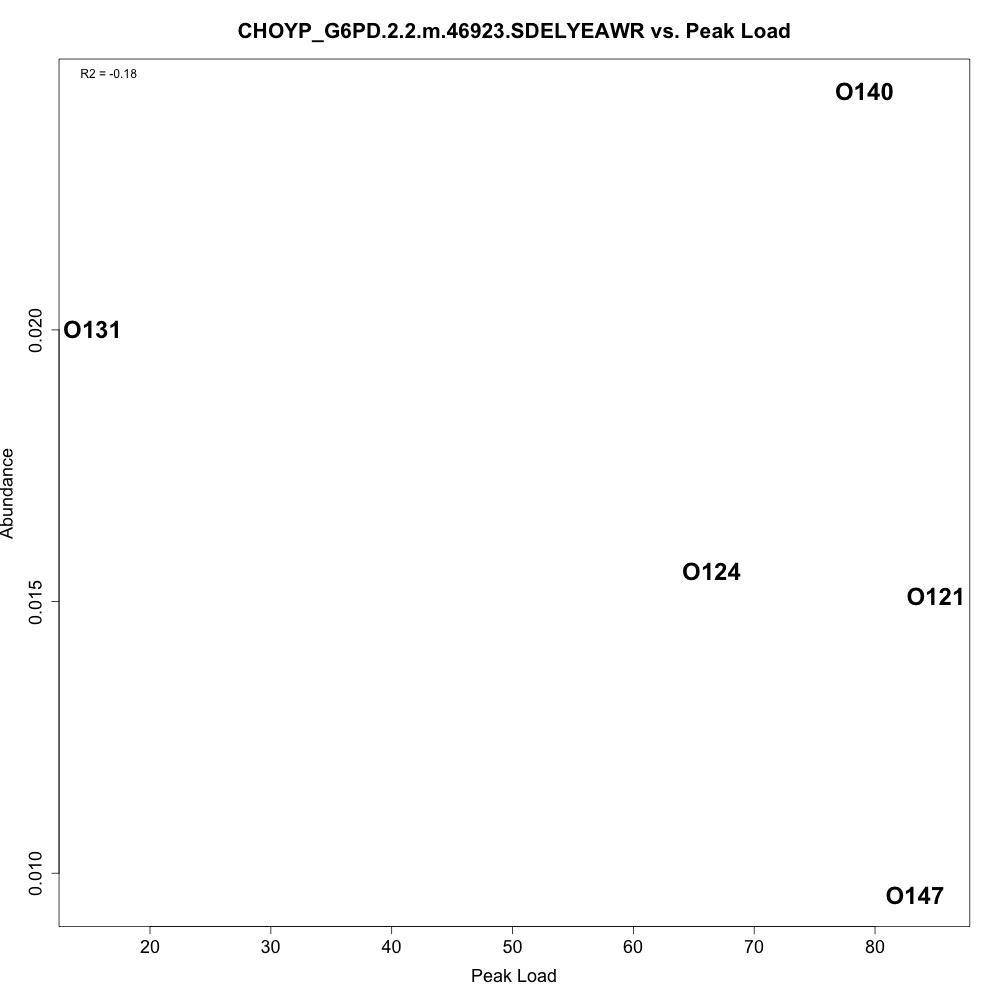 CHOYP_G6PD.2.2.m.46923.SDELYEAWR vs. Peak Load
R2 = -0.18
O140
0.020
O131
Abundance
O124
O121
0.015
0.010
O147
20 30 40 50 60 70 80
Peak Load